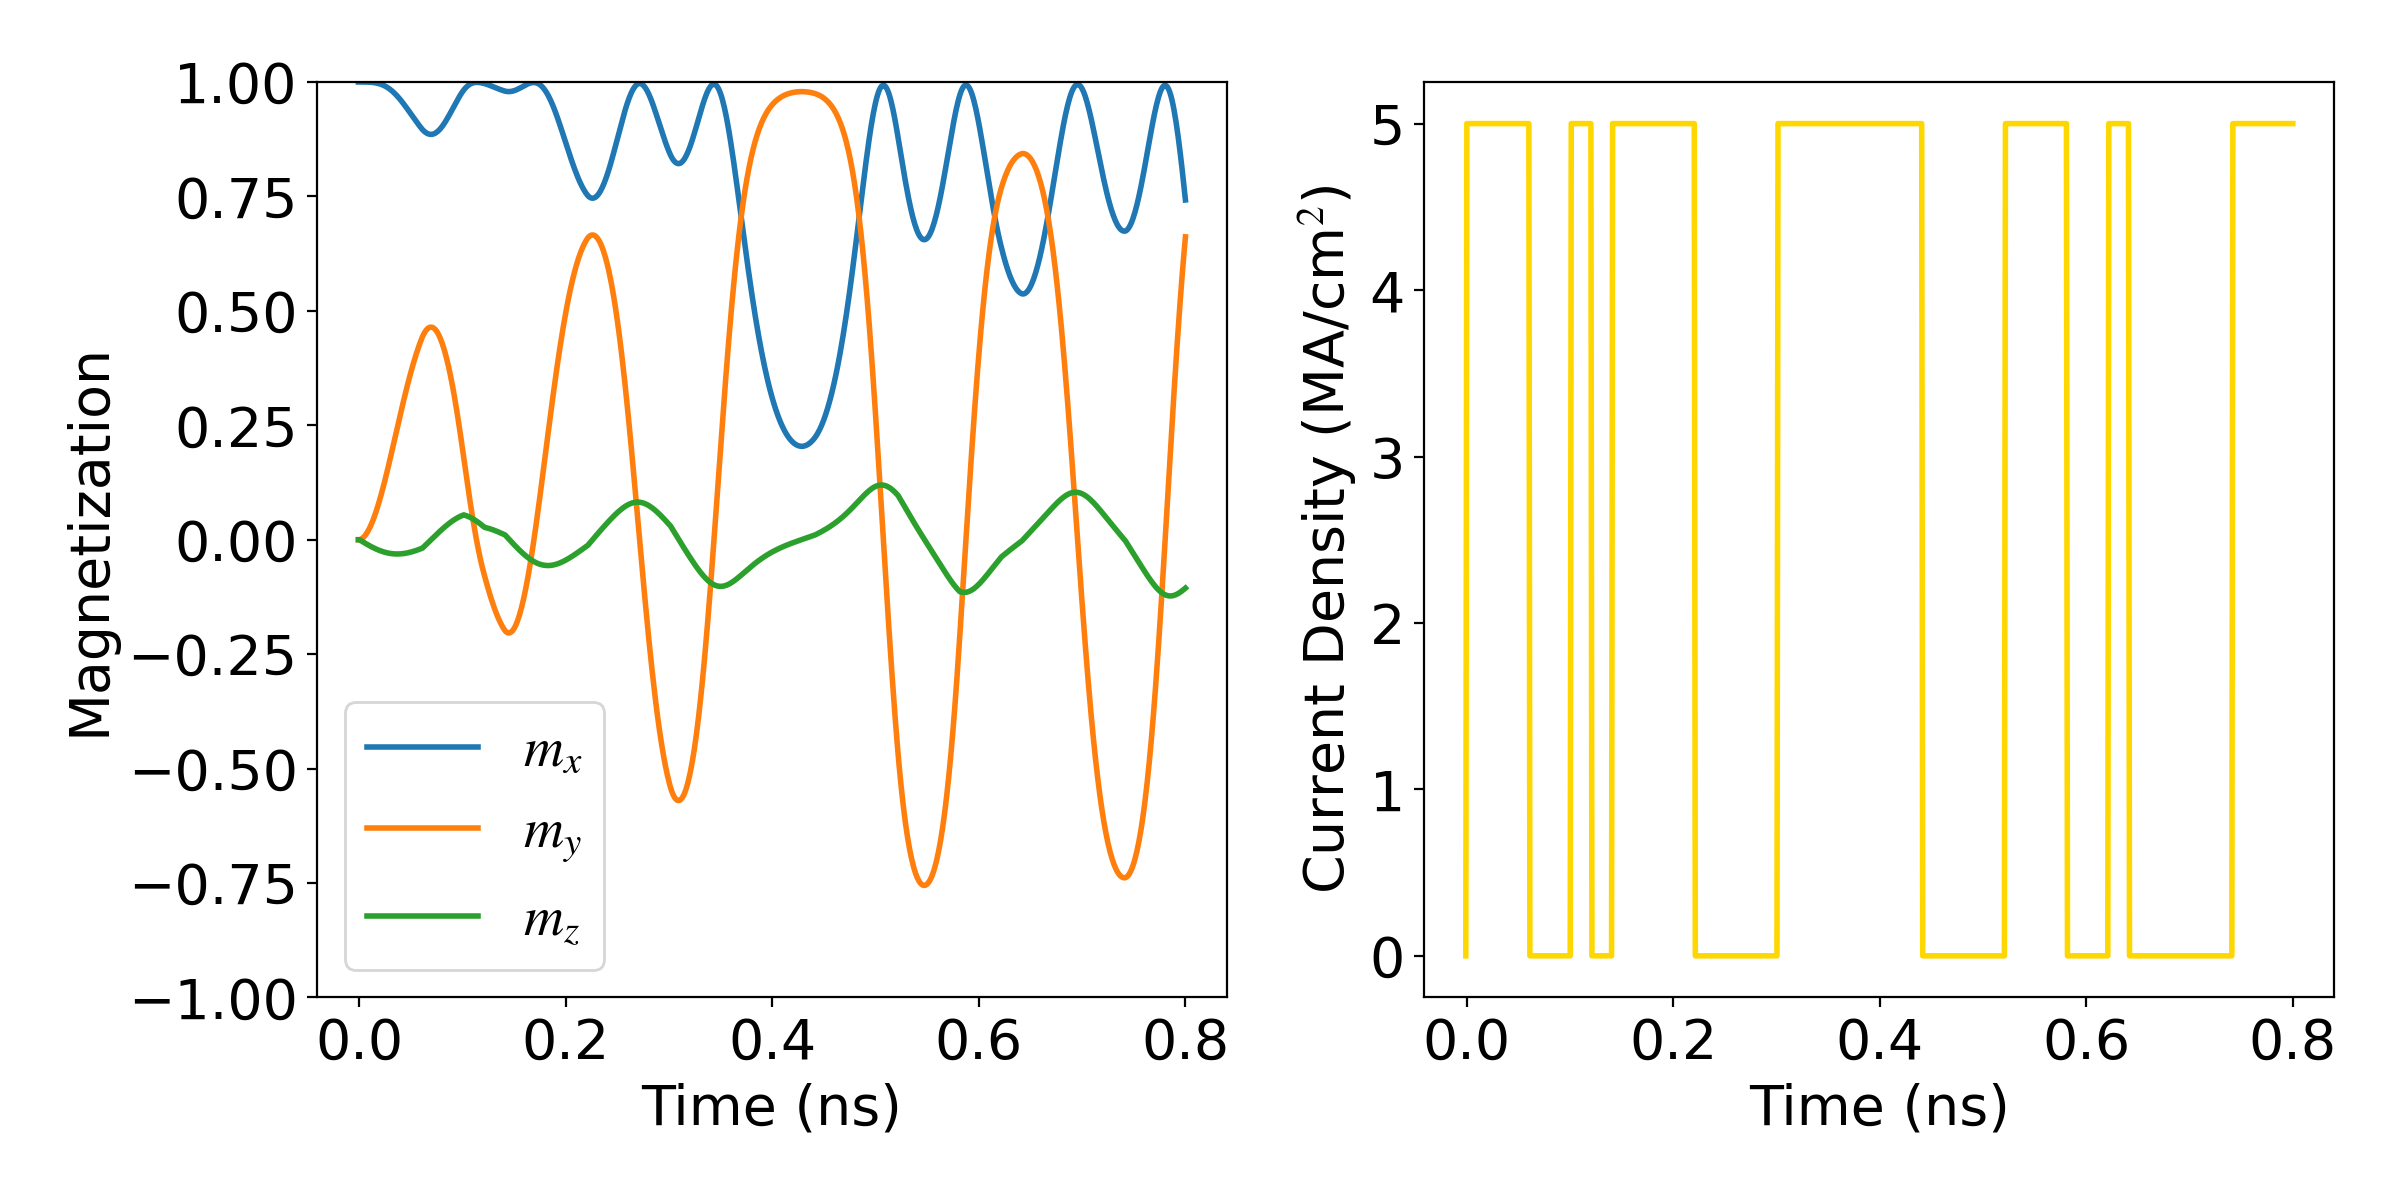 Magnetization
1.00
0.75
0.50
0.25
0.00
−0.25
−0.50
−0.75
−1.00
0.0 0.2 0.4 0.6 0.8
Time (ns)
mₓ
m_y
m_z
Current Density (MA/cm²)
5
4
3
2
1
0
0.0 0.2 0.4 0.6 0.8
Time (ns)